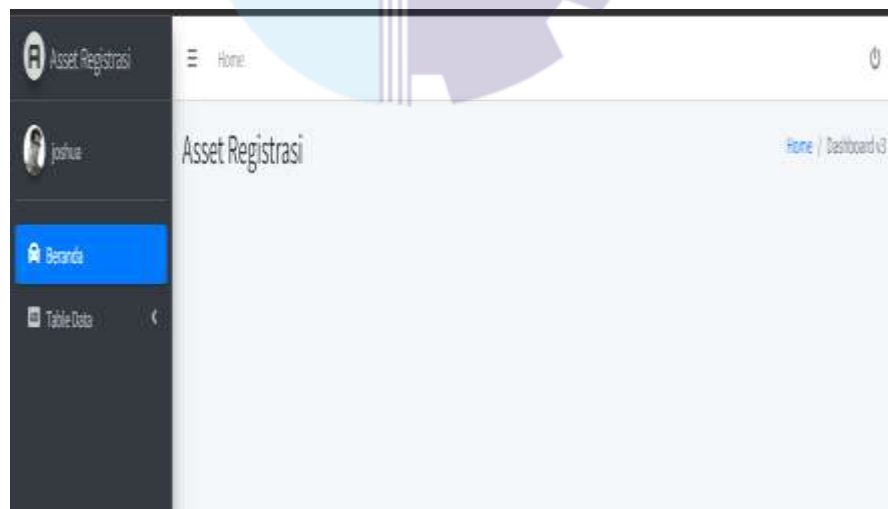 A Asset Registrasi
Home
joshua
Asset Registrasi
Home / Dashboard v3
Beranda
Table Data